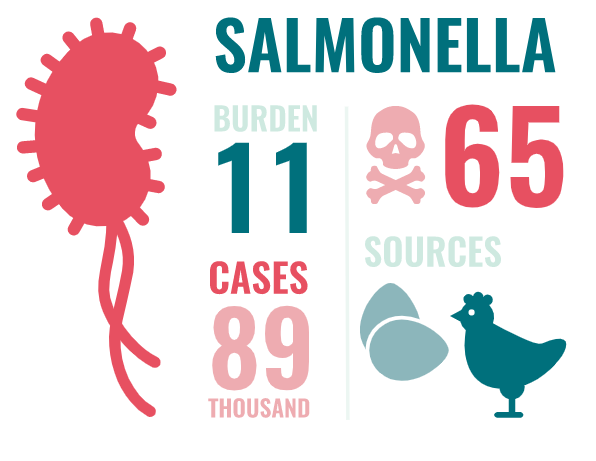 SALMONELLA
BURDEN
11
CASES
89
THOUSAND
65
SOURCES